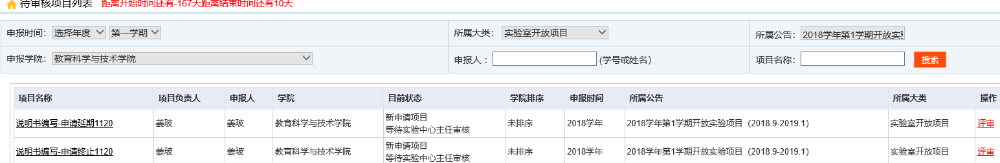 待审核项目列表 距离开始时间还有-167天距离结束时间还有10天
申报时间: 选择年度 第一学期 所属大类: 实验室开放项目 所属公告: 2018学年第1学期开放实
申报学院: 教育科学与技术学院 申报人： (学号或姓名) 项目名称: 搜索
项目名称 项目负责人 申报人 学院 目前状态 学院排序 申报时间 所属公告 所属大类 操作
说明书编写-申请延期1120 姜玻 姜玻 教育科学与技术学院 新申请项目 未排序 2018学年 2018学年第1学期开放实验项目（2018.9-2019.1) 实验室开放项目 评审
等待实验中心主任审核
说明书编写-申请终止1120 姜玻 姜玻 教育科学与技术学院 新申请项目 未排序 2018学年 2018学年第1学期开放实验项目（2018.9-2019.1) 实验室开放项目 评审
等待实验中心主任审核